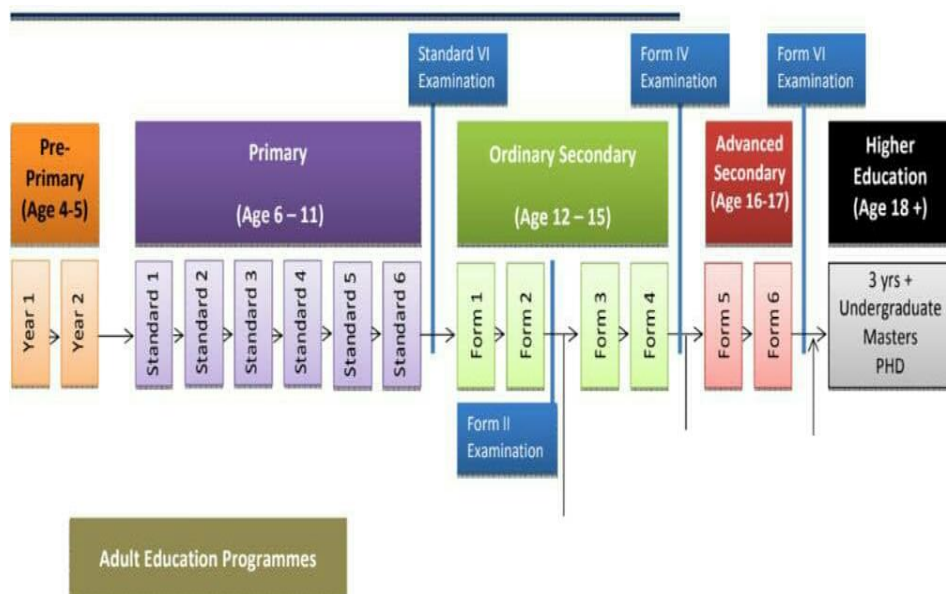 Standard VI
Examination
Form IV
Examination
Form VI
Examination
Pre-
Primary
(Age 4-5)
Primary
(Age 6 – 11)
Ordinary Secondary
(Age 12 – 15)
Advanced
Secondary
(Age 16-17)
Higher
Education
(Age 18 +)
Year 1
Year 2
Standard 1
Standard 2
Standard 3
Standard 4
Standard 5
Standard 6
Form 1
Form 2
Form 3
Form 4
Form 5
Form 6
3 yrs +
Undergraduate
Masters
PHD
Form II
Examination
Adult Education Programmes